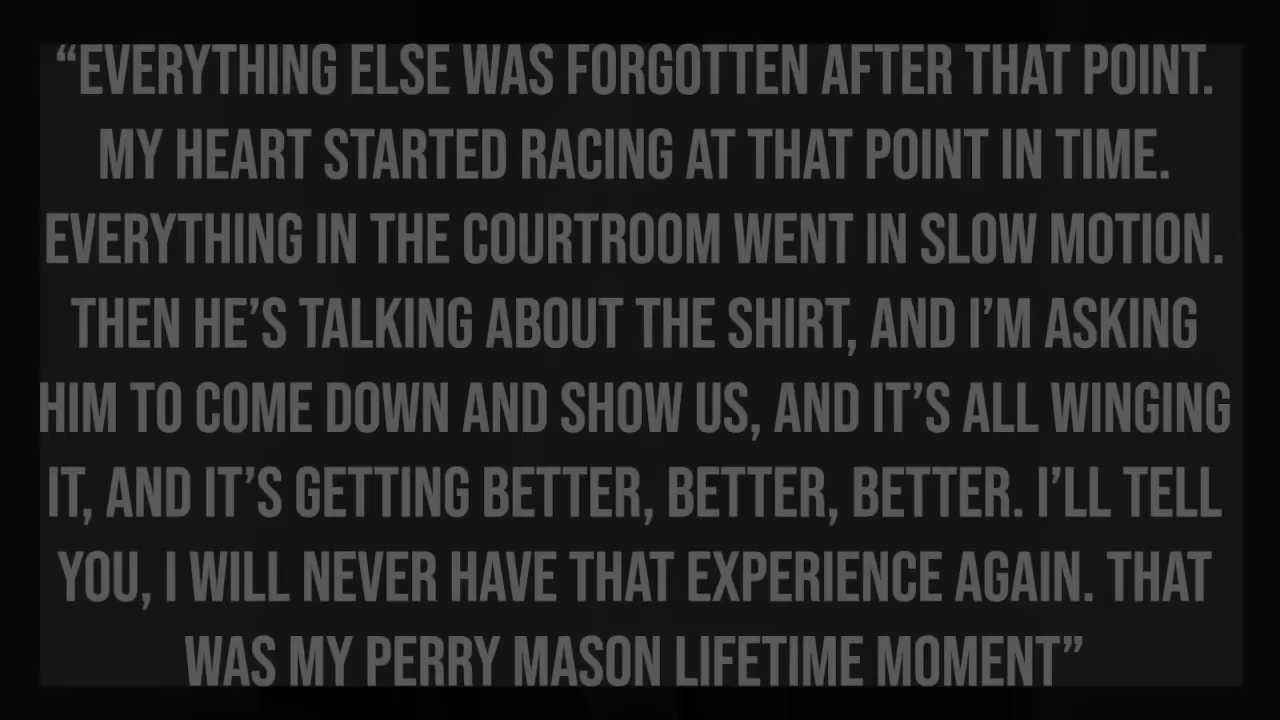 “EVERYTHING ELSE WAS FORGOTTEN AFTER THAT POINT.
MY HEART STARTED RACING AT THAT POINT IN TIME.
EVERYTHING IN THE COURTROOM WENT IN SLOW MOTION.
THEN HE’S TALKING ABOUT THE SHIRT, AND I’M ASKING
HIM TO COME DOWN AND SHOW US, AND IT’S ALL WINGING
IT, AND IT’S GETTING BETTER, BETTER, BETTER. I’LL TELL
YOU, I WILL NEVER HAVE THAT EXPERIENCE AGAIN. THAT
WAS MY PERRY MASON LIFETIME MOMENT”